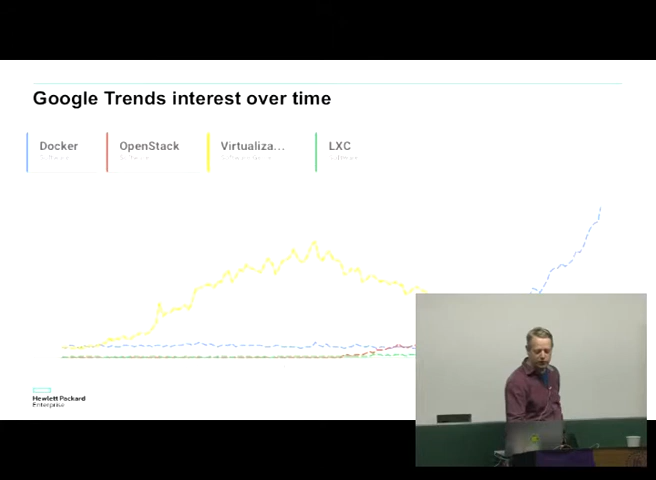 Google Trends interest over time
Docker OpenStack Virtualiza... LXC
Hewlett Packard
Enterprise